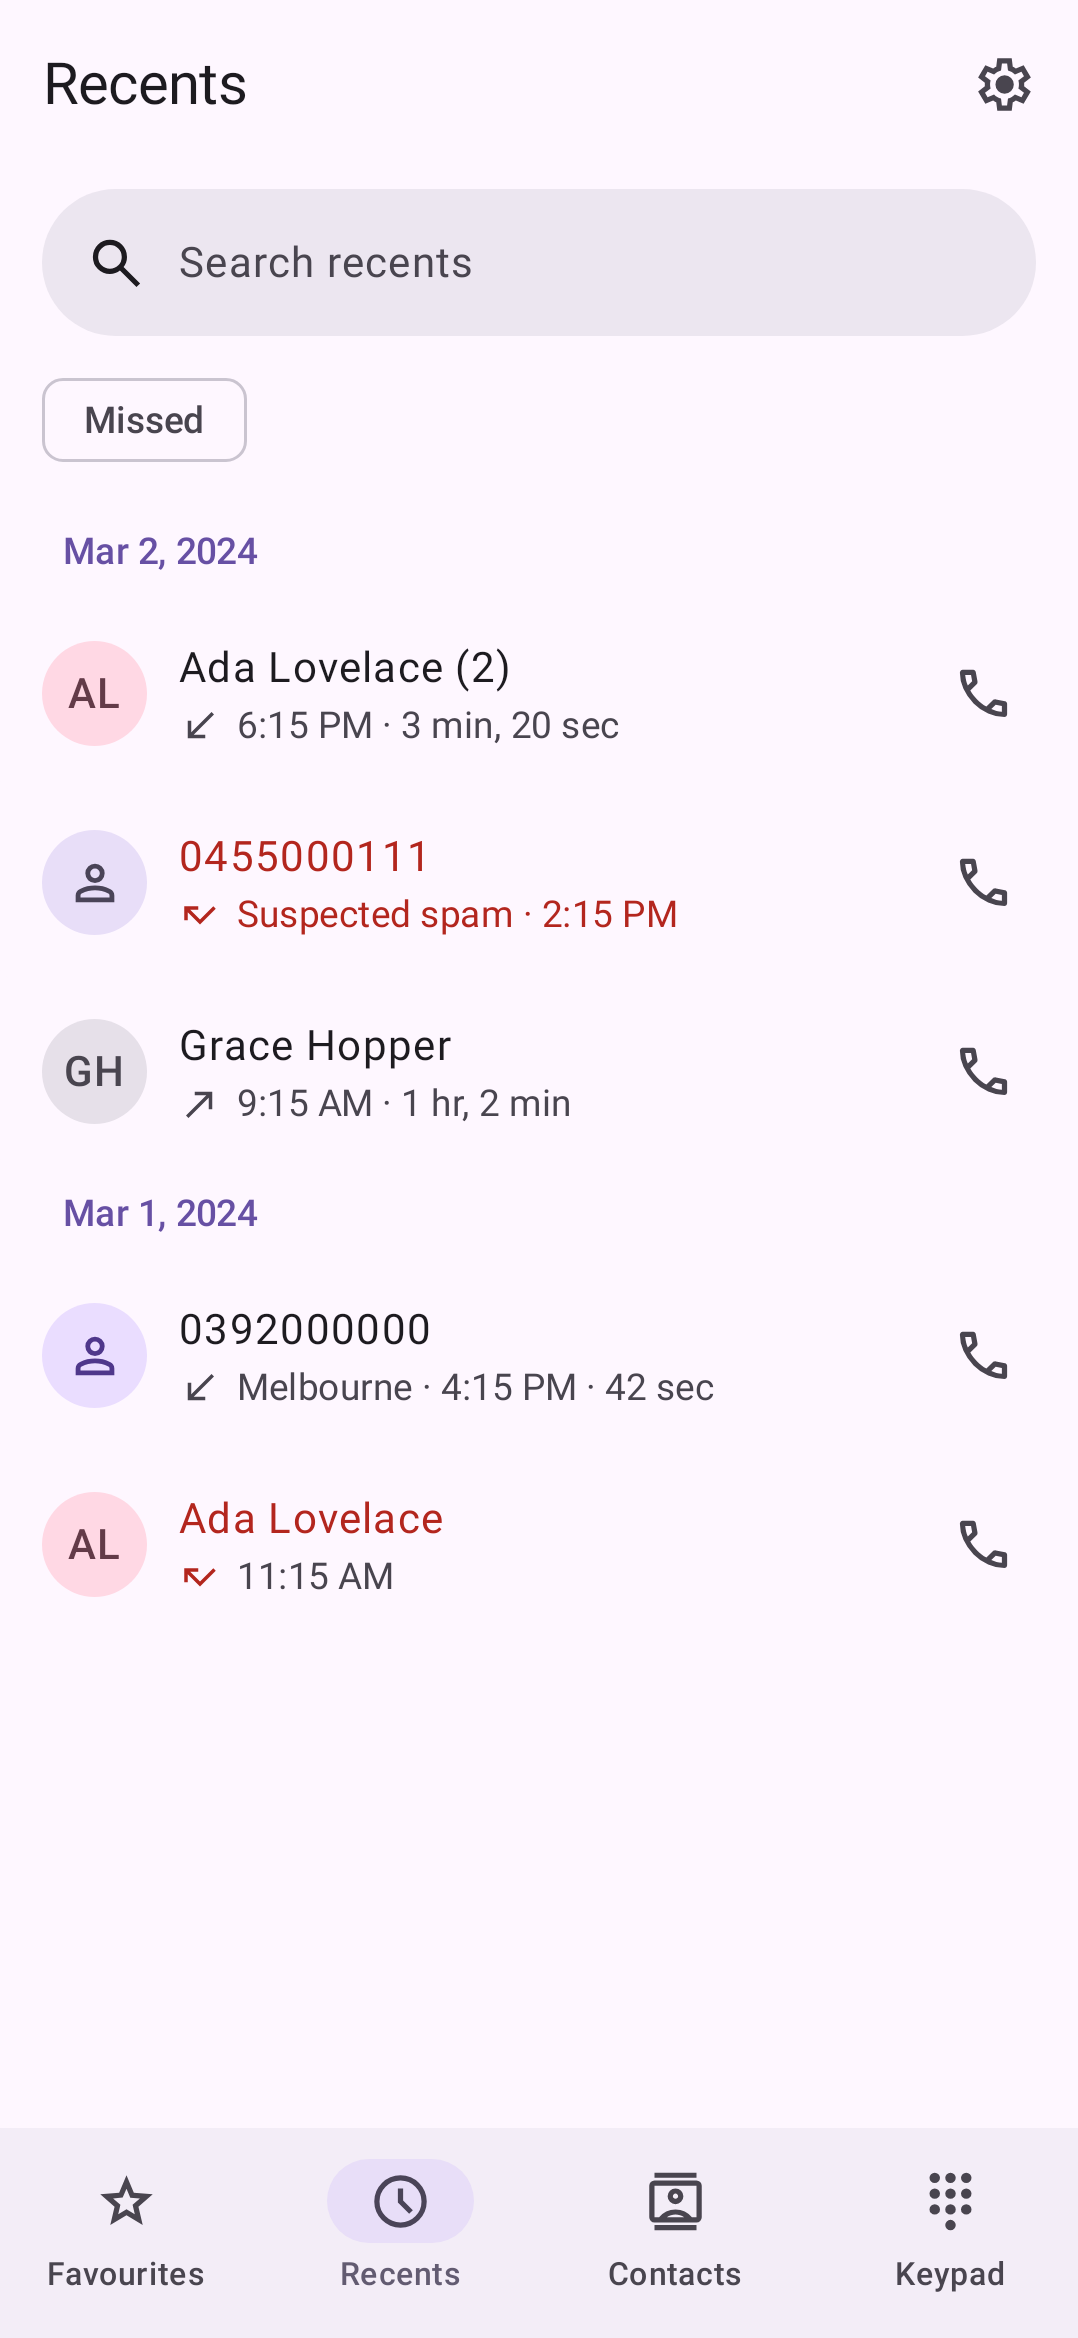 Recents
Search recents
Missed
Mar 2, 2024
AL
Ada Lovelace (2)
6:15 PM · 3 min, 20 sec
0455000111
Suspected spam · 2:15 PM
GH
Grace Hopper
9:15 AM · 1 hr, 2 min
Mar 1, 2024
0392000000
Melbourne · 4:15 PM · 42 sec
AL
Ada Lovelace
11:15 AM
Favourites
Recents
Contacts
Keypad